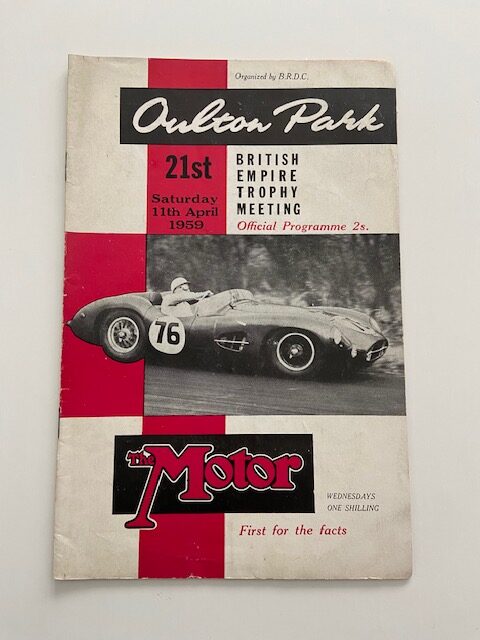 Organized by B.R.D.C.
Oulton Park
21st
Saturday
11th April
1959
BRITISH
EMPIRE
TROPHY
MEETING
Official Programme 2s.
76
The Motor
WEDNESDAYS
ONE SHILLING
First for the facts